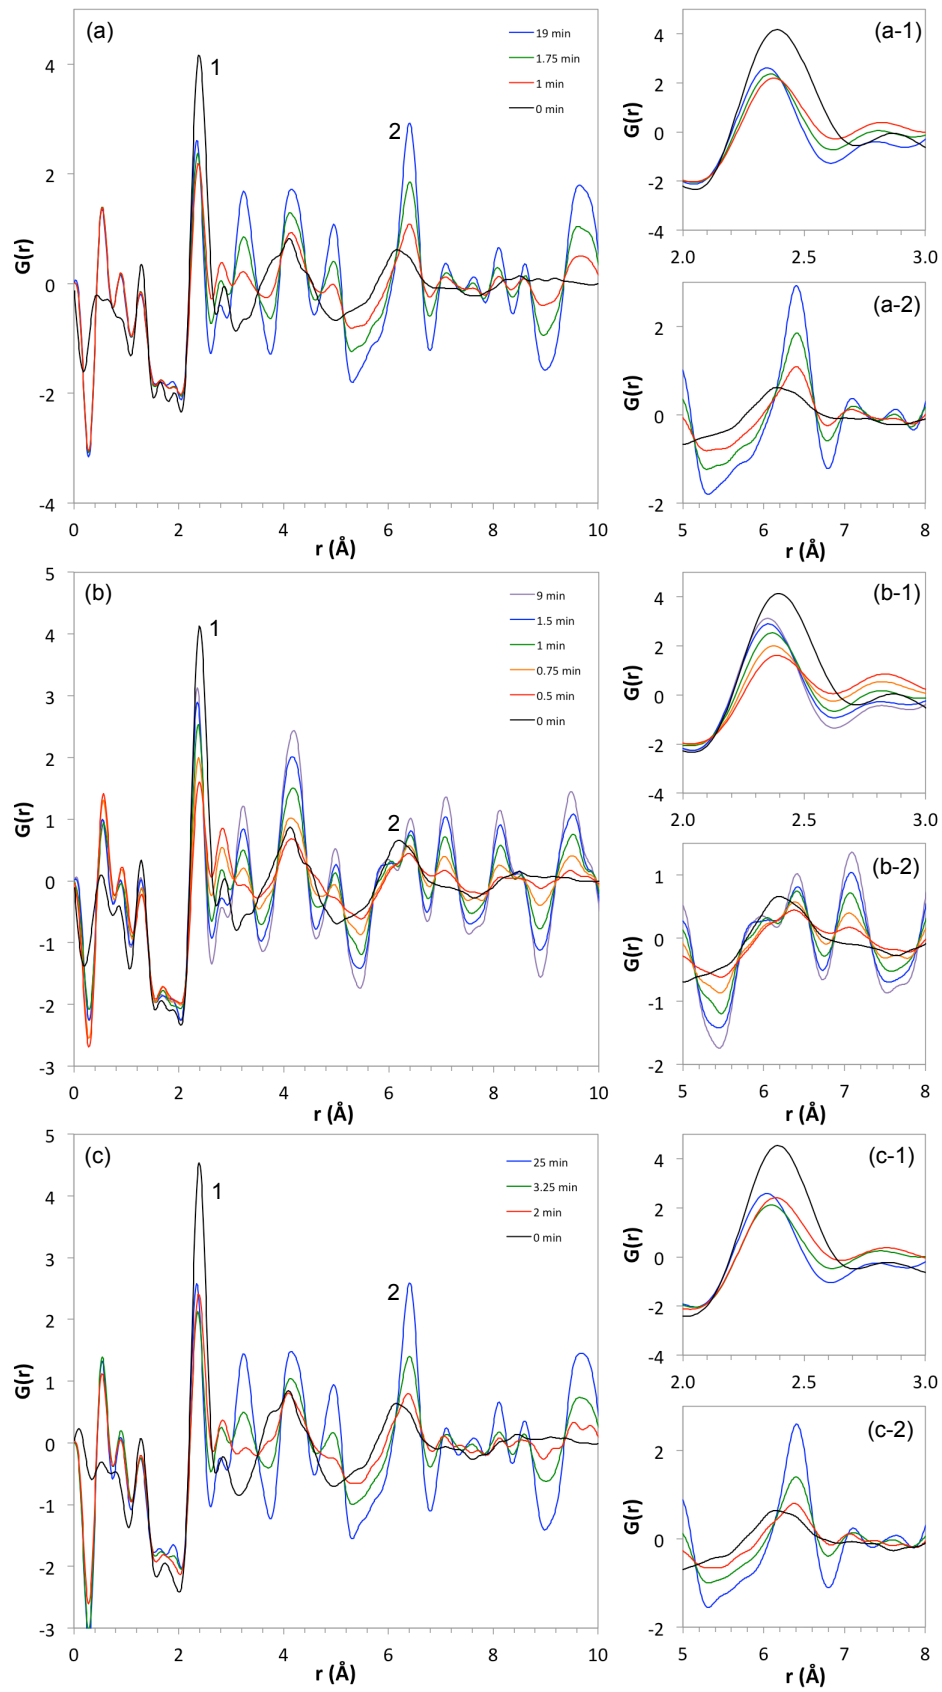 (a)
1
2
19 min
1.75 min
1 min
0 min
4
2
0
-2
-4
G(r)
0 2 4 6 8 10
r (Å)
(a-1)
4
2
0
-2
-4
G(r)
2.0 2.5 3.0
(a-2)
2
0
-2
G(r)
5 6 7 8
r (Å)
(b)
1
2
9 min
1.5 min
1 min
0.75 min
0.5 min
0 min
5
4
3
2
1
0
-1
-2
-3
G(r)
0 2 4 6 8 10
r (Å)
(b-1)
4
2
0
-2
-4
G(r)
2.0 2.5 3.0
(b-2)
1
0
-1
-2
G(r)
5 6 7 8
r (Å)
(c)
1
2
25 min
3.25 min
2 min
0 min
5
4
3
2
1
0
-1
-2
-3
G(r)
0 2 4 6 8 10
r (Å)
(c-1)
4
2
0
-2
-4
G(r)
2.0 2.5 3.0
(c-2)
2
0
-2
G(r)
5 6 7 8
r (Å)